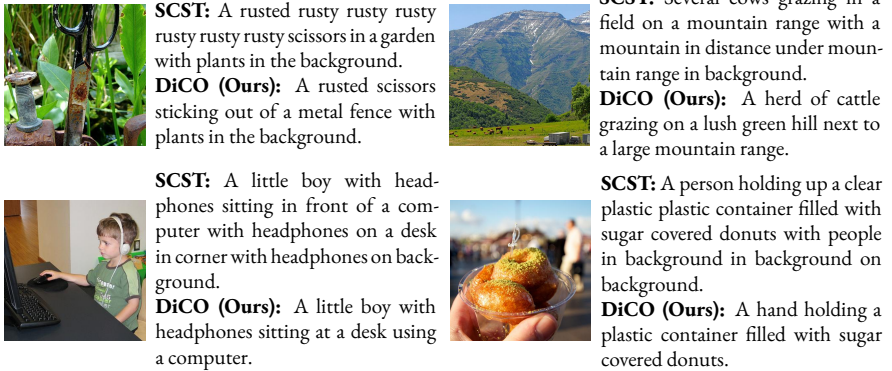 SCST: A rusted rusty rusty rusty
rusty rusty rusty scissors in a garden
with plants in the background.
DiCO (Ours): A rusted scissors
sticking out of a metal fence with
plants in the background.
SCST: Several cows grazing in a
field on a mountain range with a
mountain in distance under moun-
tain range in background.
DiCO (Ours): A herd of cattle
grazing on a lush green hill next to
a large mountain range.
SCST: A little boy with head-
phones sitting in front of a com-
puter with headphones on a desk
in corner with headphones on back-
ground.
DiCO (Ours): A little boy with
headphones sitting at a desk using
a computer.
SCST: A person holding up a clear
plastic plastic container filled with
sugar covered donuts with people
in background in background on
background.
DiCO (Ours): A hand holding a
plastic container filled with sugar
covered donuts.